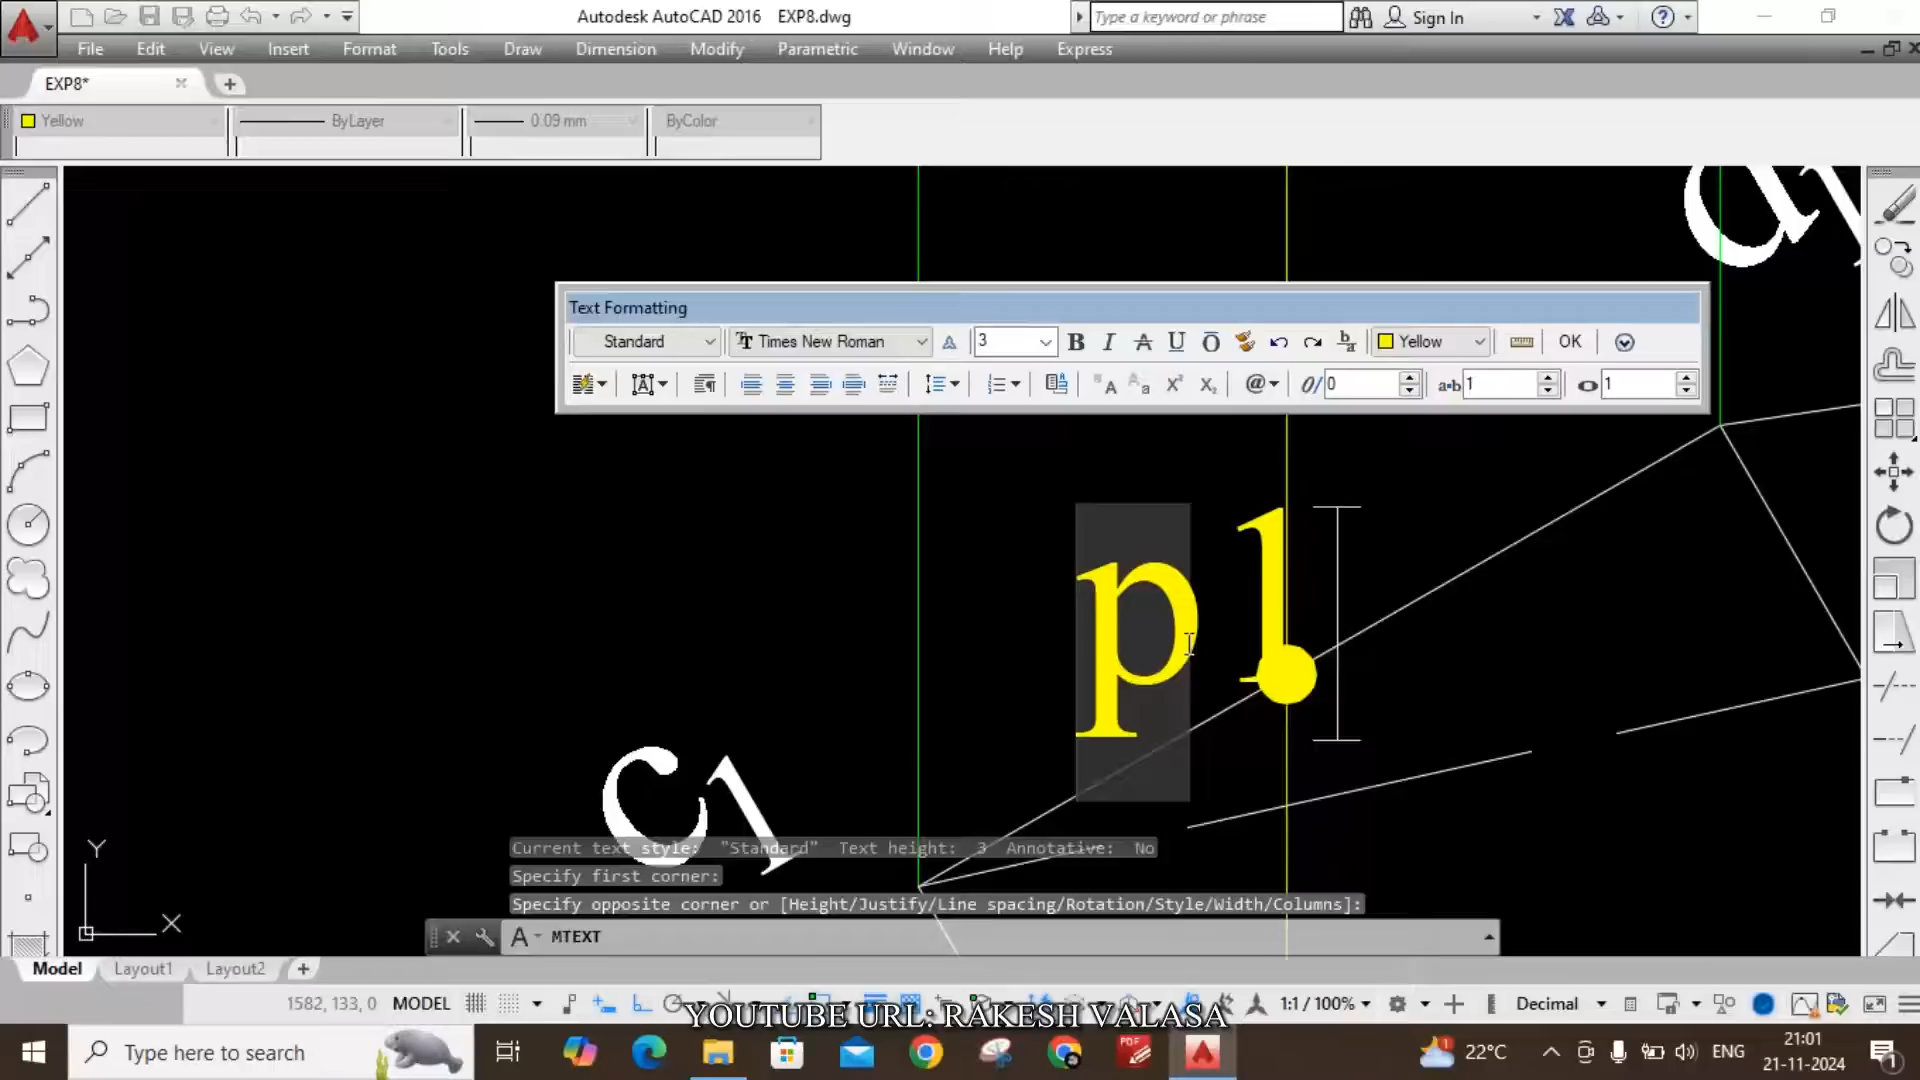 Autodesk AutoCAD 2016 EXP8.dwg
Type a keyword or phrase
Sign In
File Edit View Insert Format Tools Draw Dimension Modify Parametric Window Help Express
EXP8*
Yellow ByLayer 0.09 mm ByColor
Text Formatting
Standard Times New Roman 3 B I A U O Yellow OK
@ 0/ 0 a•b 1 1
p1
c1
Current text style: "Standard" Text height: 3 Annotative: No
Specify first corner:
Specify opposite corner or [Height/Justify/Line spacing/Rotation/Style/Width/Columns]:
MTEXT
Y
X
Model Layout1 Layout2
1582, 133, 0 MODEL 1:1 / 100% Decimal
YOUTUBE URL: RAKESH VALASA
Type here to search
22°C ENG 21:01
21-11-2024